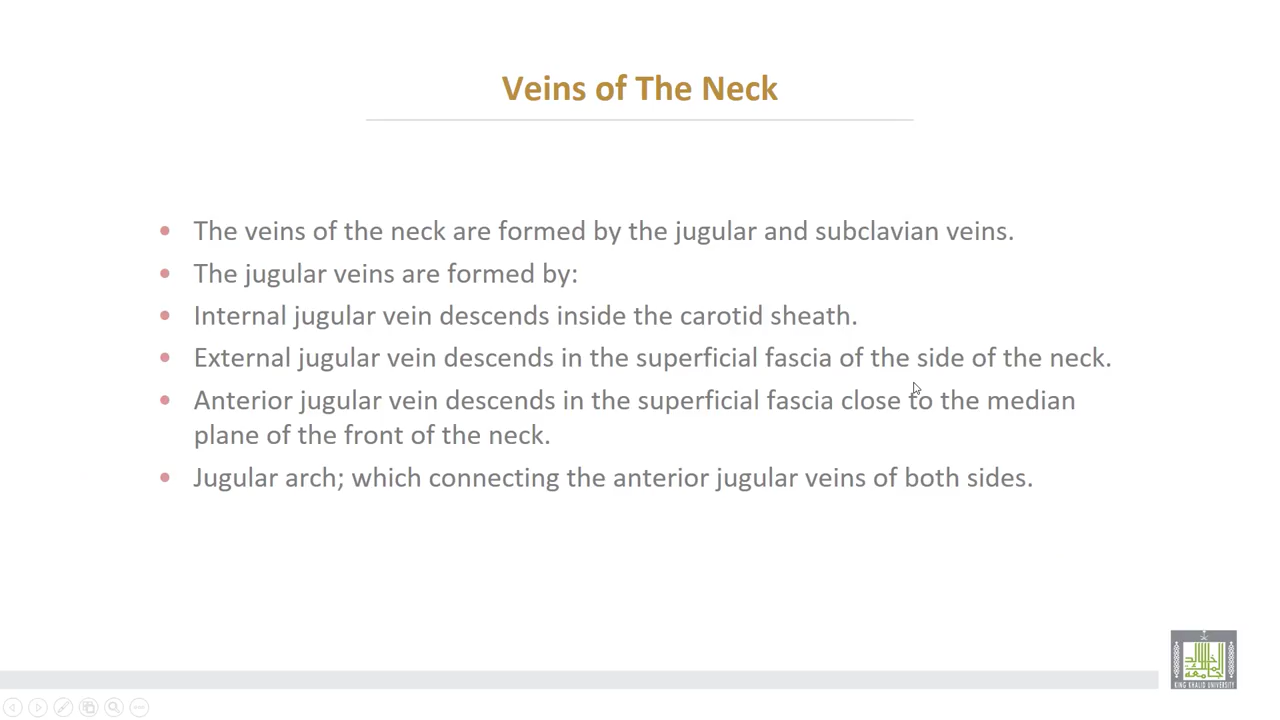 Veins of The Neck
• The veins of the neck are formed by the jugular and subclavian veins.
• The jugular veins are formed by:
• Internal jugular vein descends inside the carotid sheath.
• External jugular vein descends in the superficial fascia of the side of the neck.
• Anterior jugular vein descends in the superficial fascia close to the median
plane of the front of the neck.
• Jugular arch; which connecting the anterior jugular veins of both sides.
KING KHALID UNIVERSITY